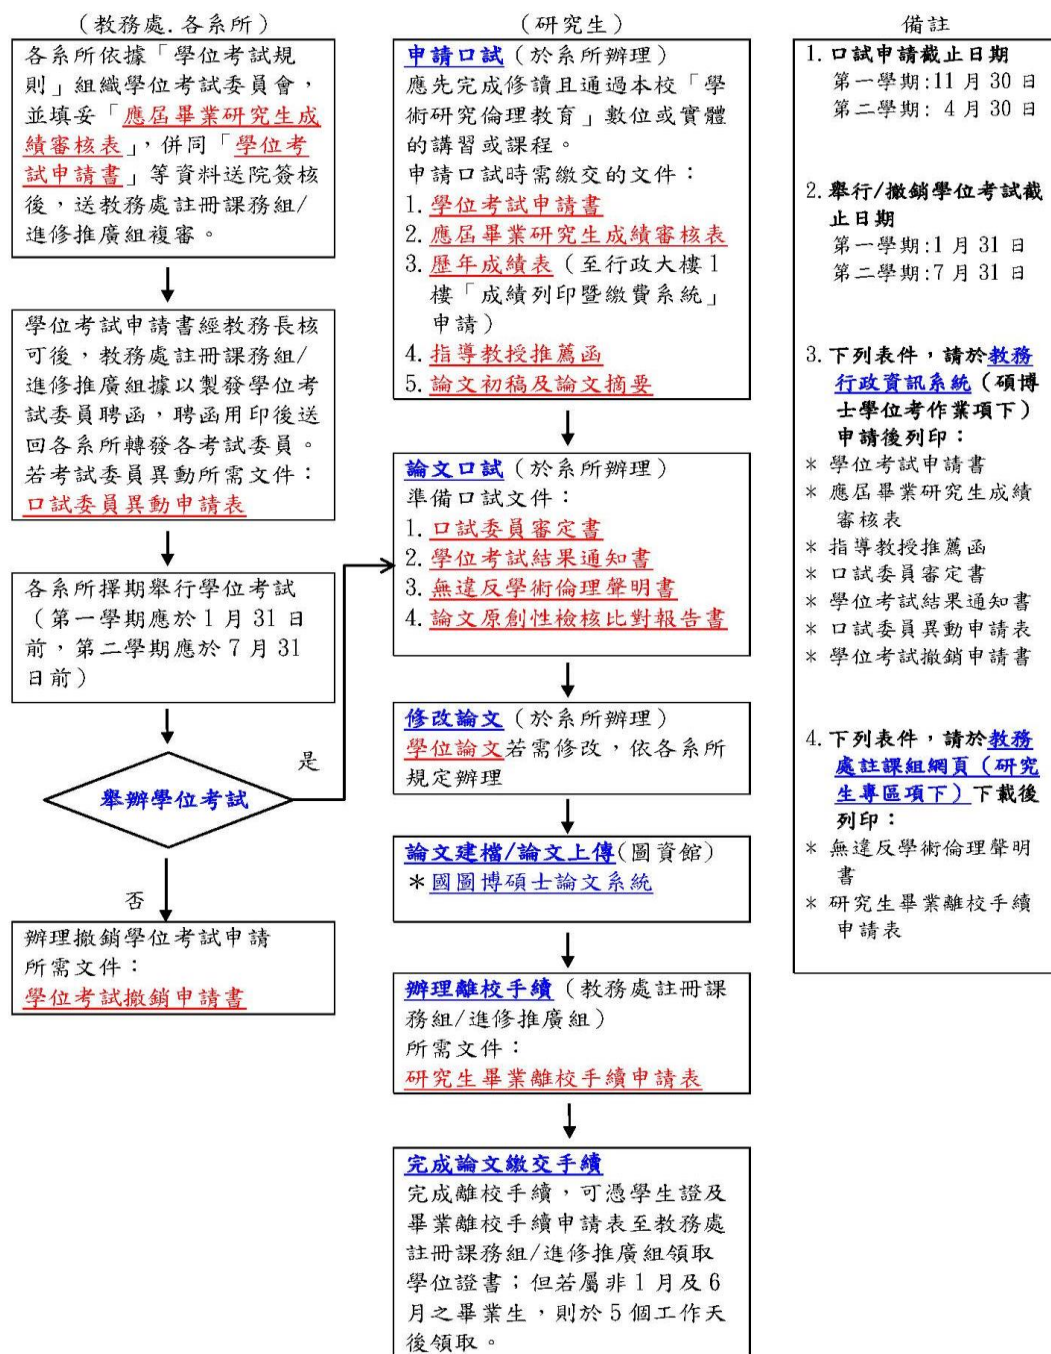 （教務處.各系所）
各系所依據「學位考試規
則」組織學位考試委員會，
並填妥「應屆畢業研究生成
績審核表」，併同「學位考
試申請書」等資料送院簽核
後，送教務處註冊課務組/
進修推廣組複審。
學位考試申請書經教務長核
可後，教務處註冊課務組/
進修推廣組據以製發學位考
試委員聘函，聘函用印後送
回各系所轉發各考試委員。
若考試委員異動所需文件：
口試委員異動申請表
各系所擇期舉行學位考試
（第一學期應於 1 月 31 日
前，第二學期應於 7 月 31
日前）
舉辦學位考試
是
否
辦理撤銷學位考試申請
所需文件：
學位考試撤銷申請書
（研究生）
申請口試（於系所辦理）
應先完成修讀且通過本校「學
術研究倫理教育」數位或實體
的講習或課程。
申請口試時需繳交的文件：
1. 學位考試申請書
2. 應屆畢業研究生成績審核表
3. 歷年成績表（至行政大樓 1
樓「成績列印暨繳費系統」
申請）
4. 指導教授推薦函
5. 論文初稿及論文摘要
論文口試（於系所辦理）
準備口試文件：
1. 口試委員審定書
2. 學位考試結果通知書
3. 無違反學術倫理聲明書
4. 論文原創性檢核比對報告書
修改論文（於系所辦理）
學位論文若需修改，依各系所
規定辦理
論文建檔/論文上傳(圖資館)
＊國圖博碩士論文系統
辦理離校手續（教務處註冊課
務組/進修推廣組）
所需文件：
研究生畢業離校手續申請表
完成論文繳交手續
完成離校手續，可憑學生證及
畢業離校手續申請表至教務處
註冊課務組/進修推廣組領取
學位證書；但若屬非 1 月及 6
月之畢業生，則於 5 個工作天
後領取。
備註
1. 口試申請截止日期
第一學期:11 月 30 日
第二學期: 4 月 30 日
2. 舉行/撤銷學位考試截
止日期
第一學期:1 月 31 日
第二學期:7 月 31 日
3. 下列表件，請於教務
行政資訊系統（碩博
士學位考作業項下）
申請後列印：
* 學位考試申請書
* 應屆畢業研究生成績
審核表
* 指導教授推薦函
* 口試委員審定書
* 學位考試結果通知書
* 口試委員異動申請表
* 學位考試撤銷申請書
4. 下列表件，請於教務
處註課組網頁（研究
生專區項下）下載後
列印：
* 無違反學術倫理聲明
書
* 研究生畢業離校手續
申請表